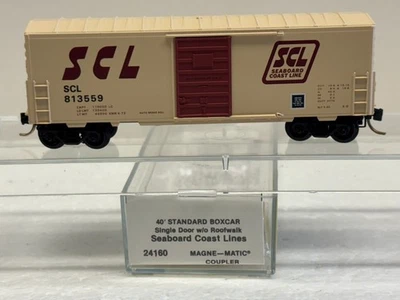 SCL
SCL
SEABOARD
COAST LINE
SCL
813559
40' STANDARD BOXCAR
Single Door w/o Roofwalk
Seaboard Coast Lines
24160 MAGNE—MATIC®
COUPLER